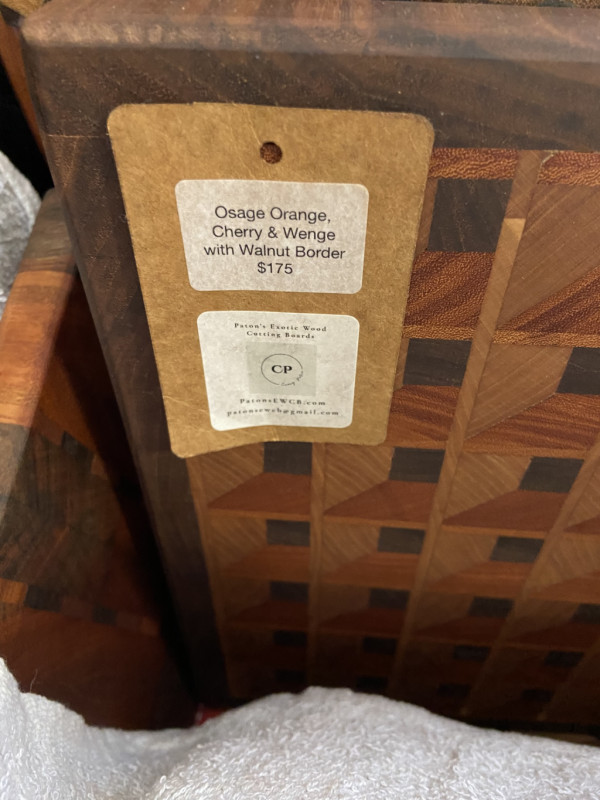 Osage Orange,
Cherry & Wenge
with Walnut Border
$175
Paton's Exotic Wood
Cutting Boards
CP
PatonsEWCB.com
patonsewcb@gmail.com